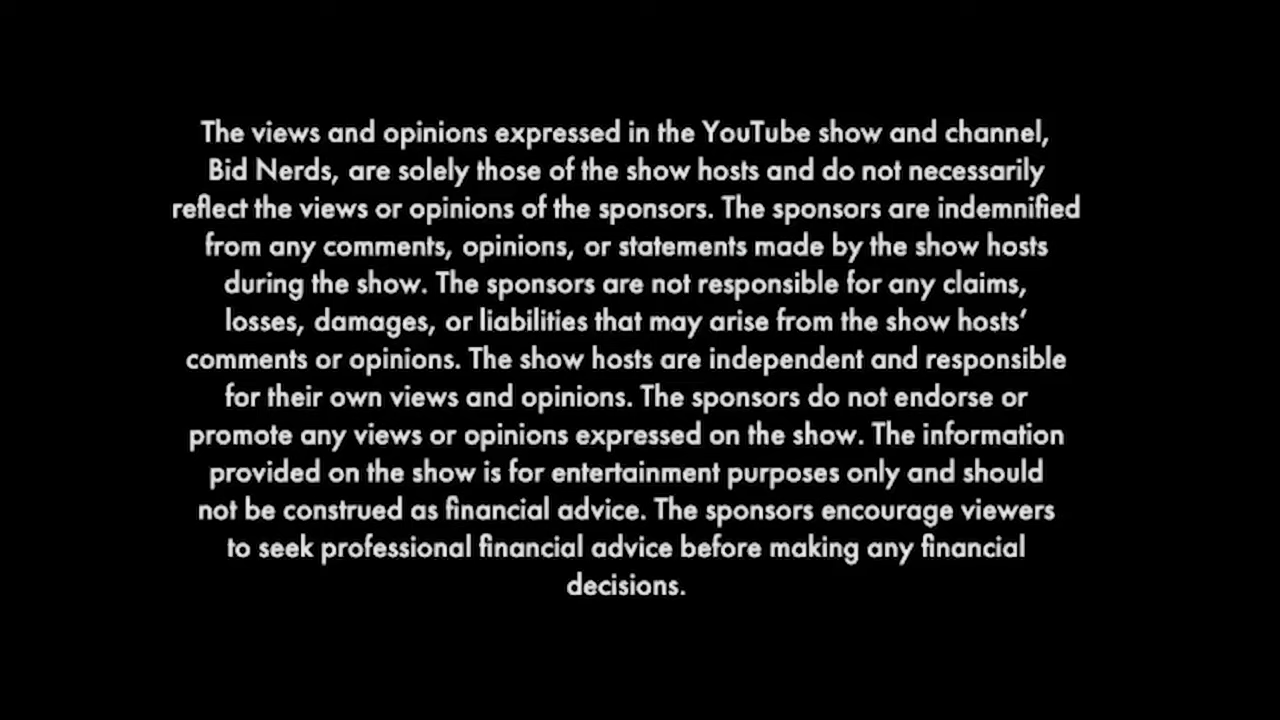 The views and opinions expressed in the YouTube show and channel,
Bid Nerds, are solely those of the show hosts and do not necessarily
reflect the views or opinions of the sponsors. The sponsors are indemnified
from any comments, opinions, or statements made by the show hosts
during the show. The sponsors are not responsible for any claims,
losses, damages, or liabilities that may arise from the show hosts’
comments or opinions. The show hosts are independent and responsible
for their own views and opinions. The sponsors do not endorse or
promote any views or opinions expressed on the show. The information
provided on the show is for entertainment purposes only and should
not be construed as financial advice. The sponsors encourage viewers
to seek professional financial advice before making any financial
decisions.